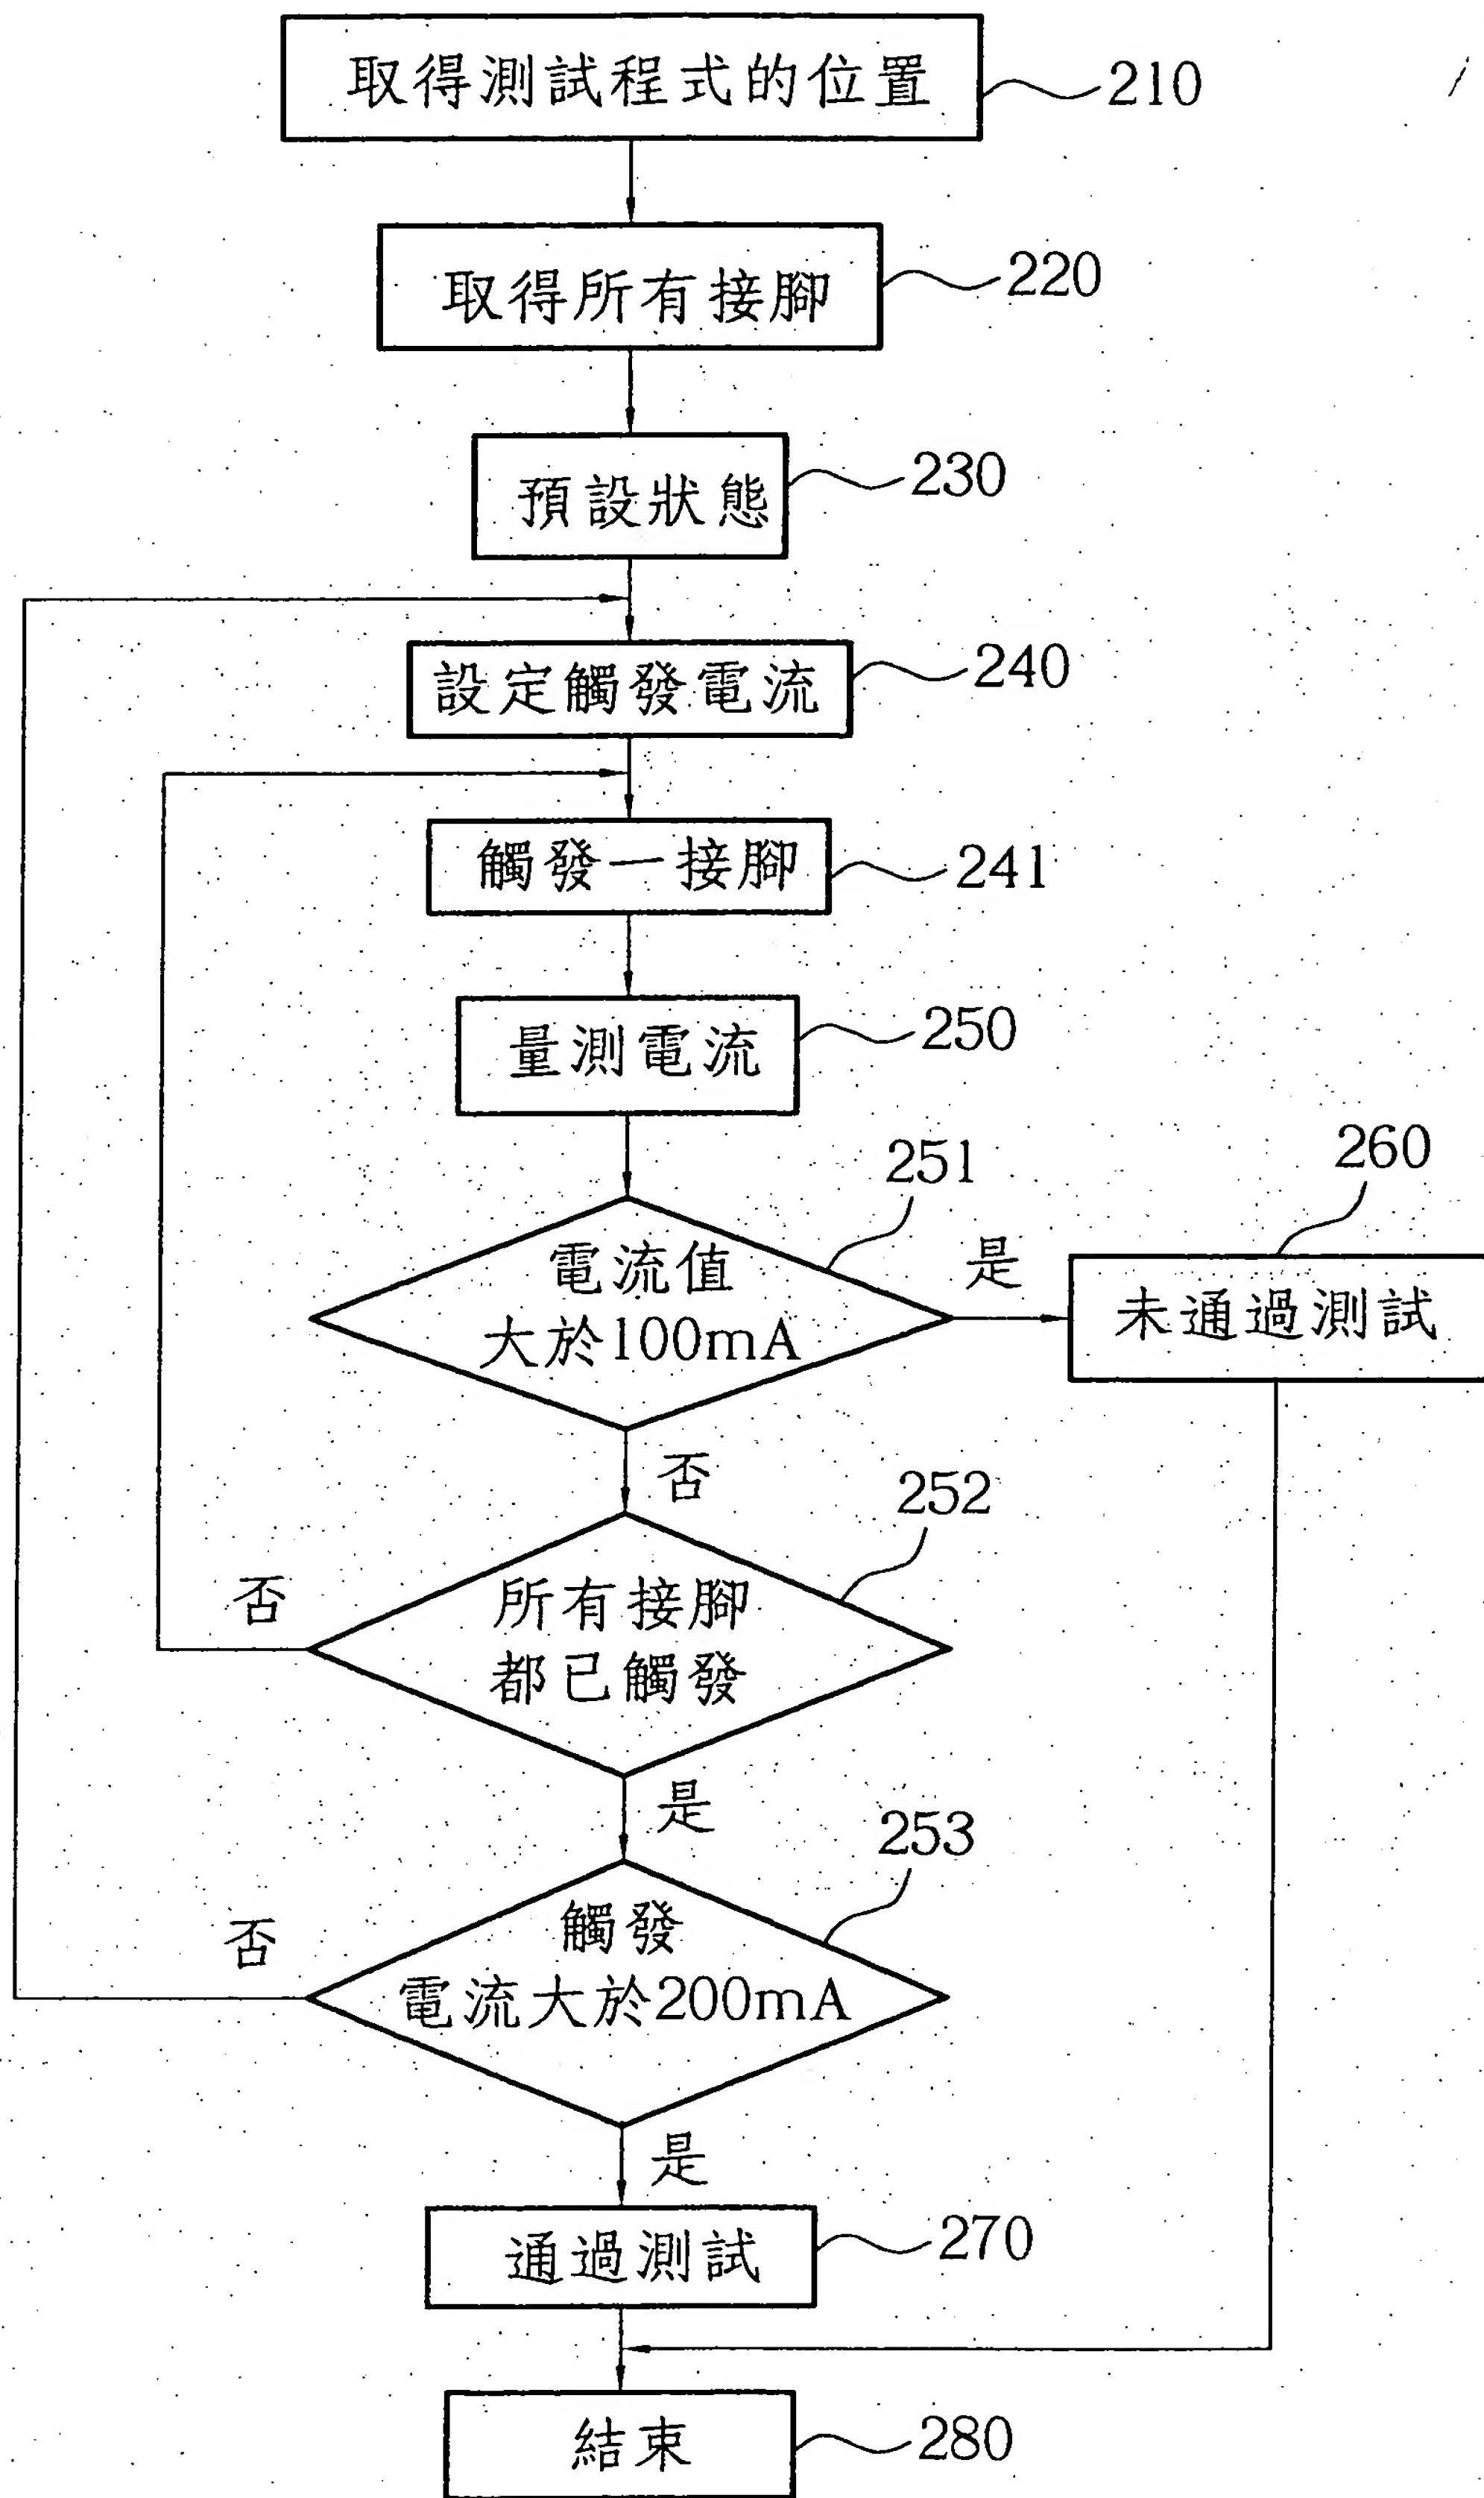 取得測試程式的位置
210
取得所有接腳
220
預設狀態
230
設定觸發電流
240
觸發一接腳
241
量測電流
250
251
260
電流值
大於100mA
是
未通過測試
否
252
所有接腳
都已觸發
否
是
253
觸發
電流大於200mA
否
是
通過測試
270
結束
280